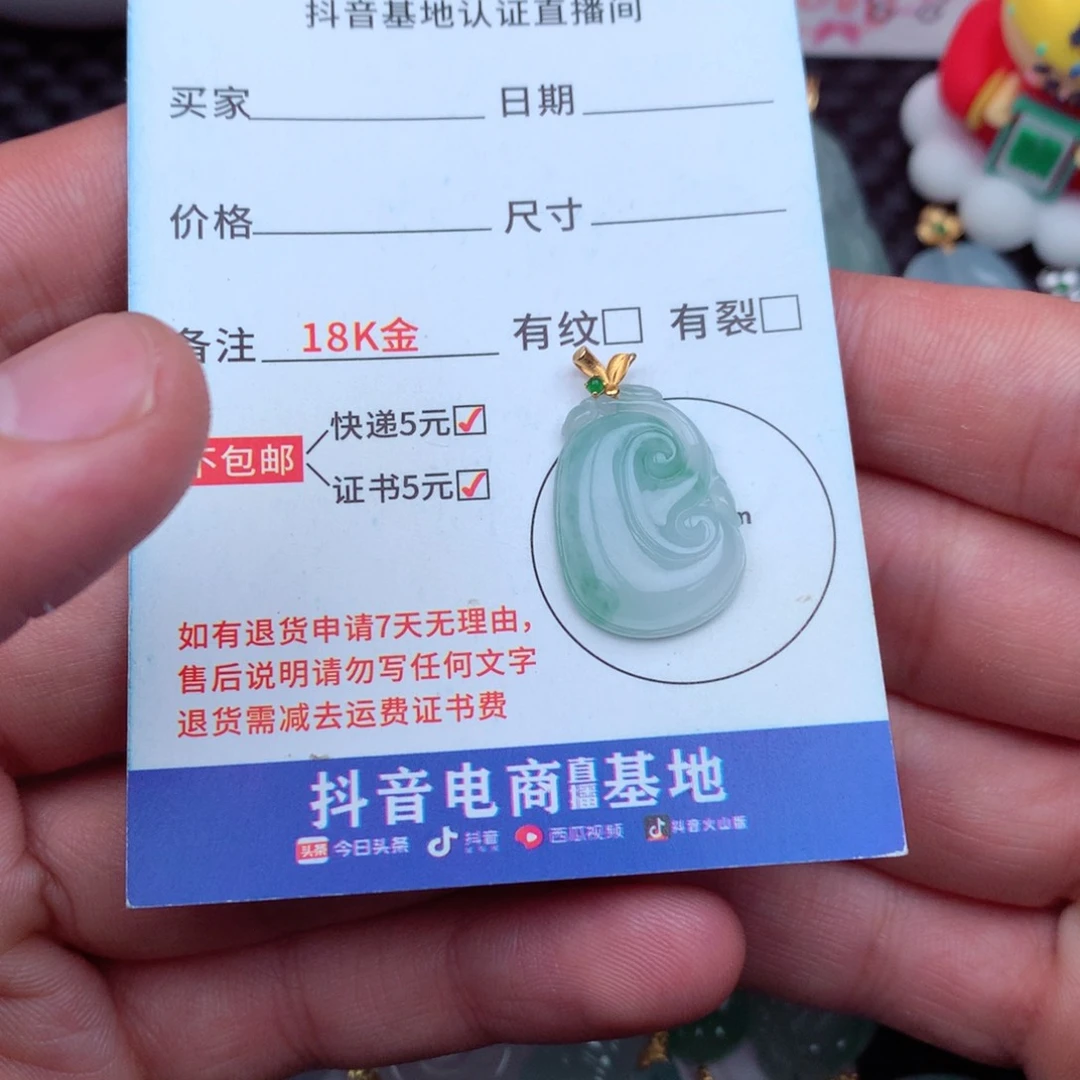 抖音基地认证直播间
买家 日期
价格 尺寸
备注 18K金 有纹 有裂
快递5元
不包邮
证书5元
m
如有退货申请7天无理由，
售后说明请勿写任何文字
退货需减去运费证书费
抖音电商直播基地
头条 今日头条 抖音 西瓜视频 抖音火山版